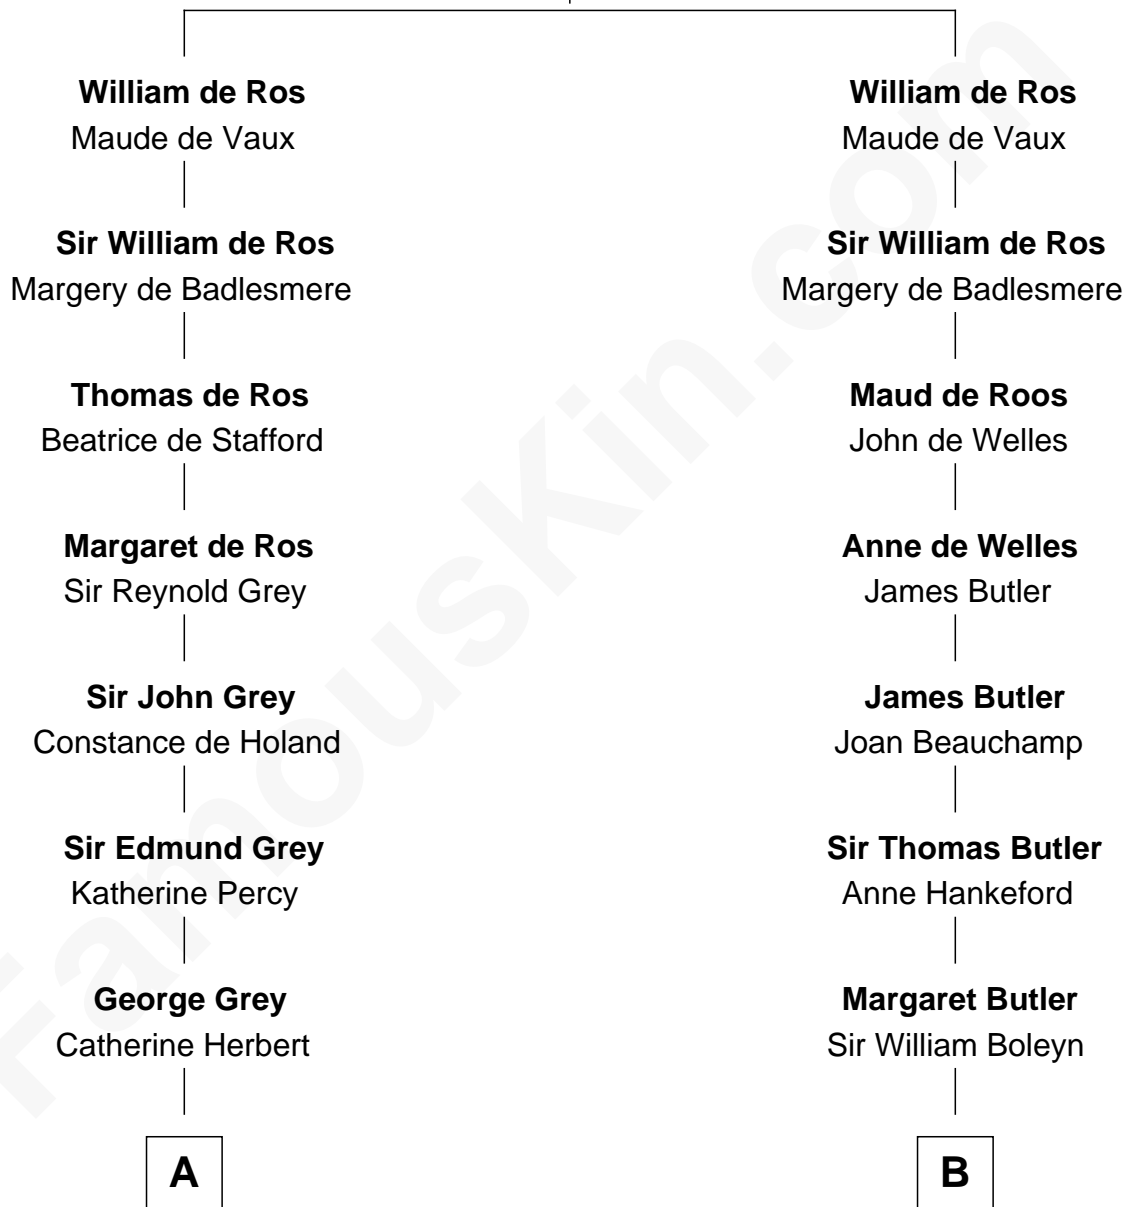 William de Ros
Maude de Vaux
Sir William de Ros
Margery de Badlesmere
Thomas de Ros
Beatrice de Stafford
Margaret de Ros
Sir Reynold Grey
Sir John Grey
Constance de Holand
Sir Edmund Grey
Katherine Percy
George Grey
Catherine Herbert
A
William de Ros
Maude de Vaux
Sir William de Ros
Margery de Badlesmere
Maud de Roos
John de Welles
Anne de Welles
James Butler
James Butler
Joan Beauchamp
Sir Thomas Butler
Anne Hankeford
Margaret Butler
Sir William Boleyn
B
FamousKin.com